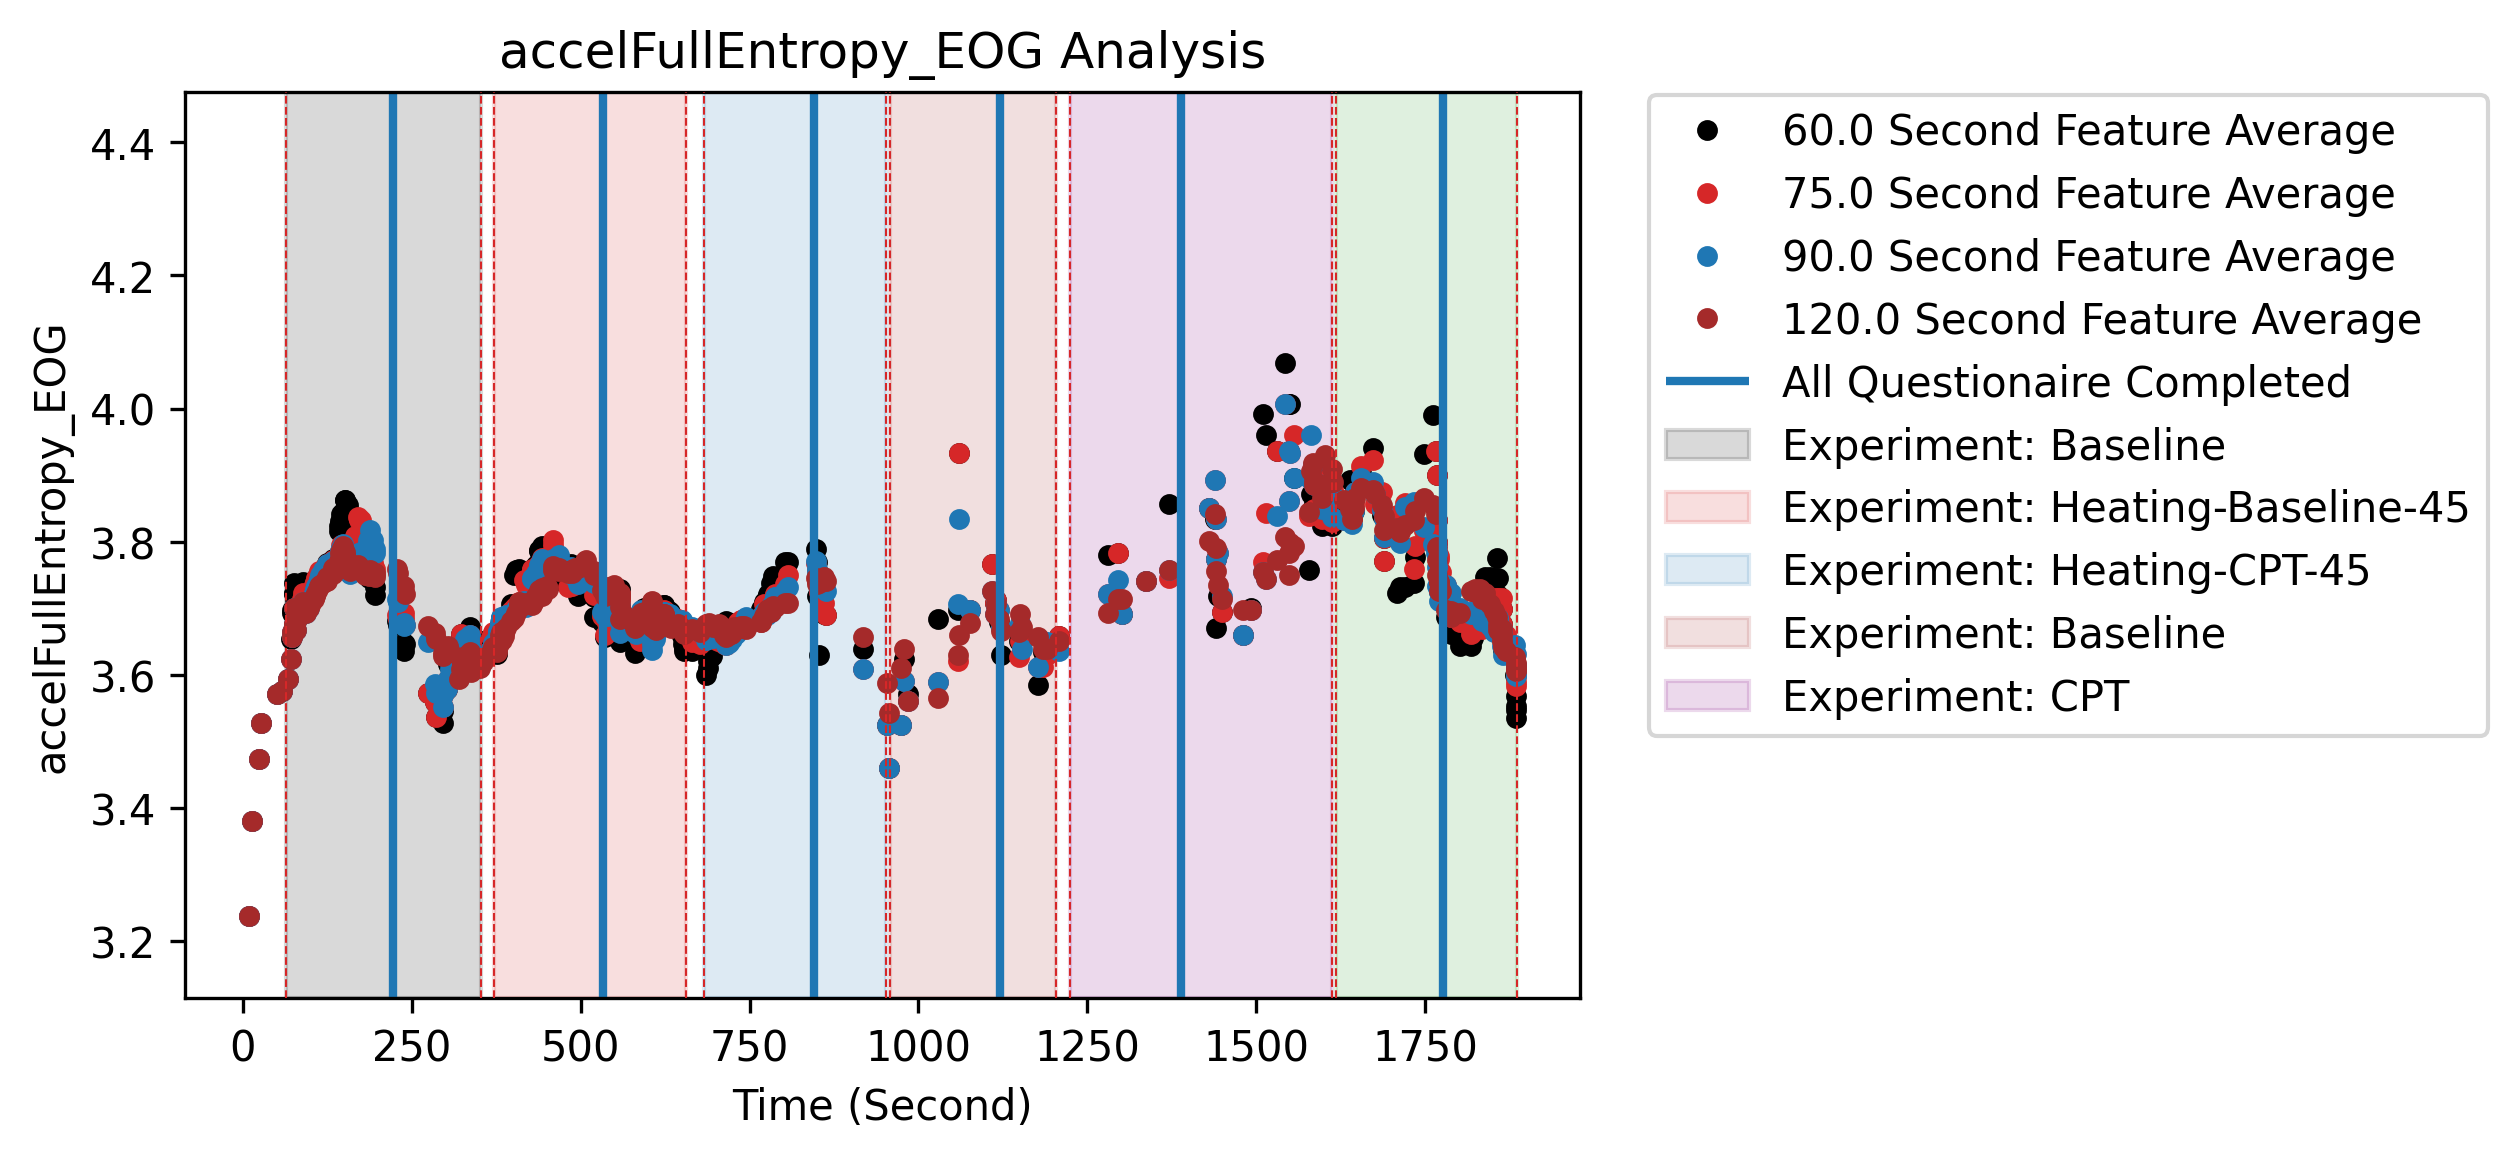 accelFullEntropy_EOG Analysis
accelFullEntropy_EOG
4.4
4.2
4.0
3.8
3.6
3.4
3.2
0
250
500
750
1000
1250
1500
1750
Time (Second)
60.0 Second Feature Average
75.0 Second Feature Average
90.0 Second Feature Average
120.0 Second Feature Average
All Questionaire Completed
Experiment: Baseline
Experiment: Heating-Baseline-45
Experiment: Heating-CPT-45
Experiment: Baseline
Experiment: CPT